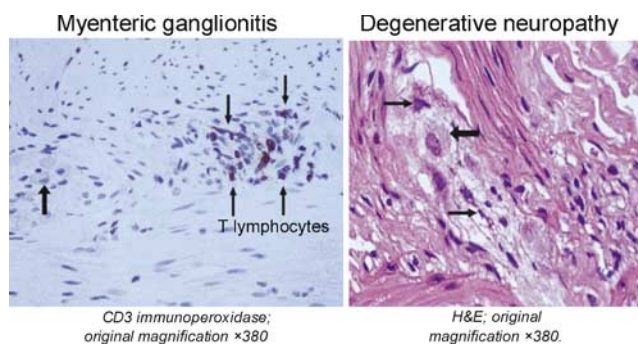 Myenteric ganglionitis
Degenerative neuropathy
T lymphocytes
CD3 immunoperoxidase;
original magnification ×380
H&E; original
magnification ×380.